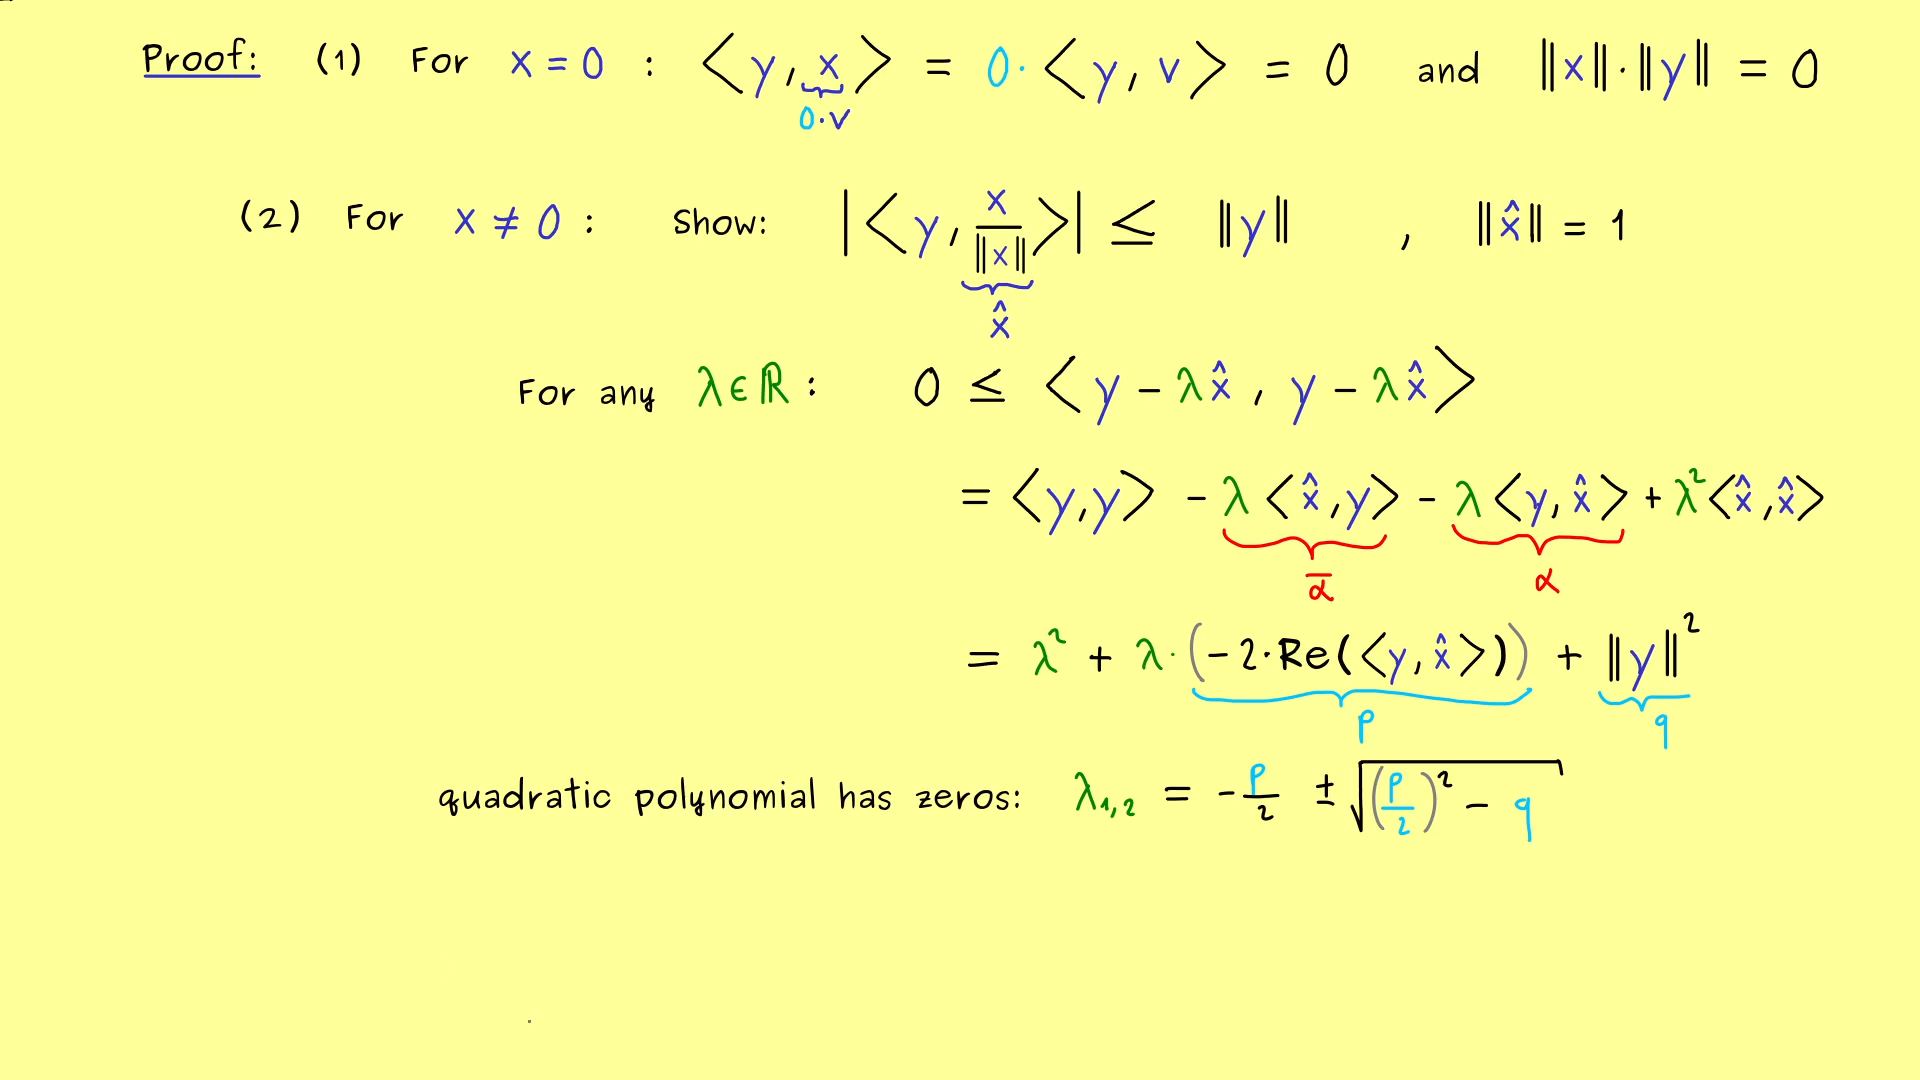 Proof: (1) For x = 0 : <y, x> = 0 · <y, v> = 0 and ‖x‖ · ‖y‖ = 0
0·v
(2) For x ≠ 0 : Show: |<y, x/‖x‖>| ≤ ‖y‖ , ‖x̂‖ = 1
x̂
For any λ ∈ ℝ : 0 ≤ <y − λx̂ , y − λx̂>
= <y,y> − λ<x̂,y> − λ<y,x̂> + λ²<x̂,x̂>
ᾱ α
= λ² + λ·(−2·Re(<y,x̂>)) + ‖y‖²
p q
quadratic polynomial has zeros: λ₁,₂ = −p/2 ± √((p/2)² − q)